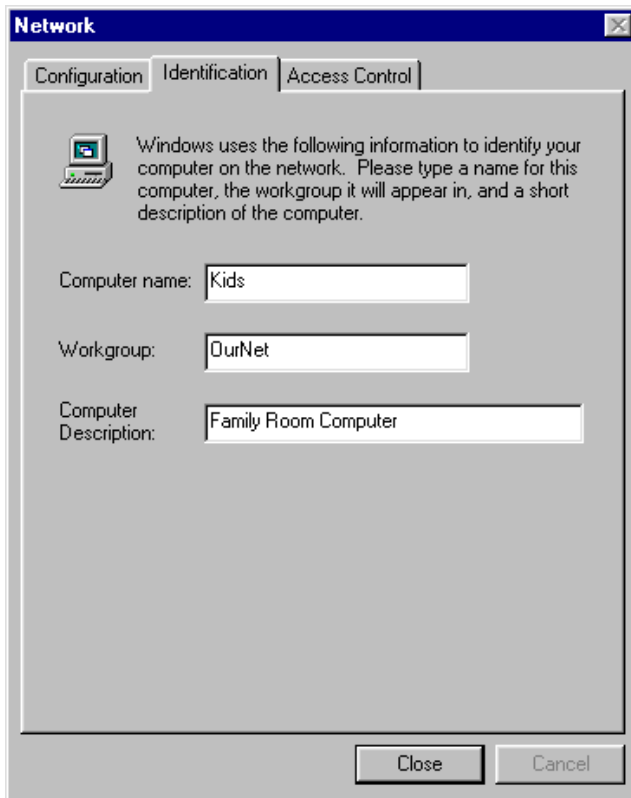 Network
Configuration Identification Access Control
Windows uses the following information to identify your
computer on the network.  Please type a name for this
computer, the workgroup it will appear in, and a short
description of the computer.
Computer name: Kids
Workgroup: OurNet
Computer
Description: Family Room Computer
Close Cancel